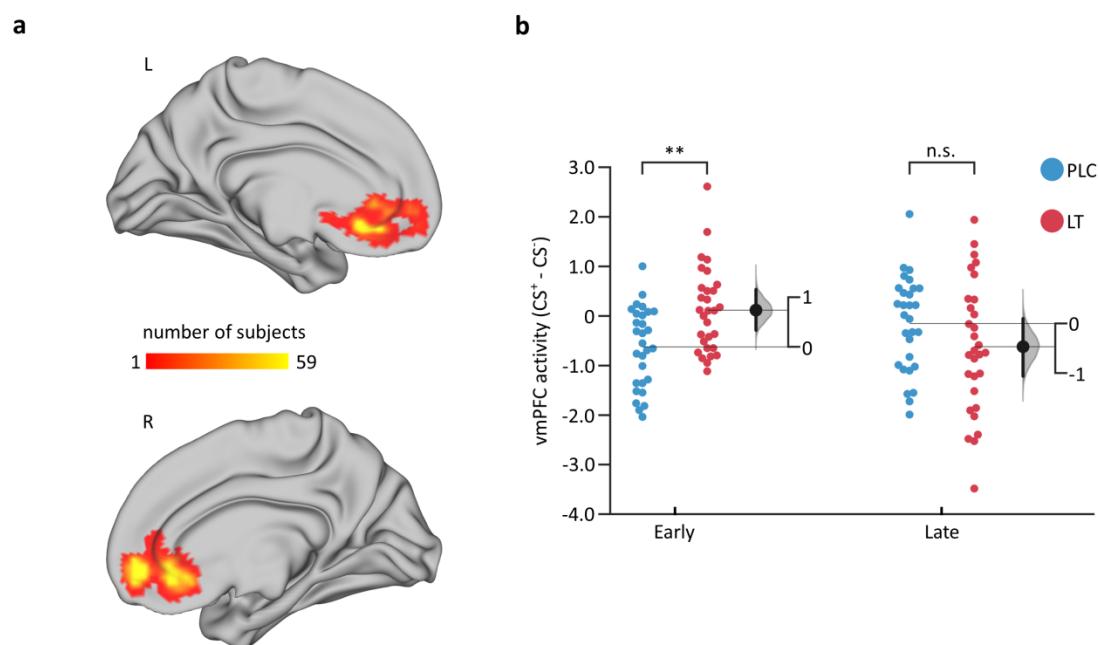 a
L
number of subjects
1 59
R
b
vmPFC activity (CS⁺ - CS⁻)
3.0
2.0
1.0
0
-1.0
-2.0
-3.0
-4.0
**
n.s.
PLC
LT
1
0
0
-1
Early
Late